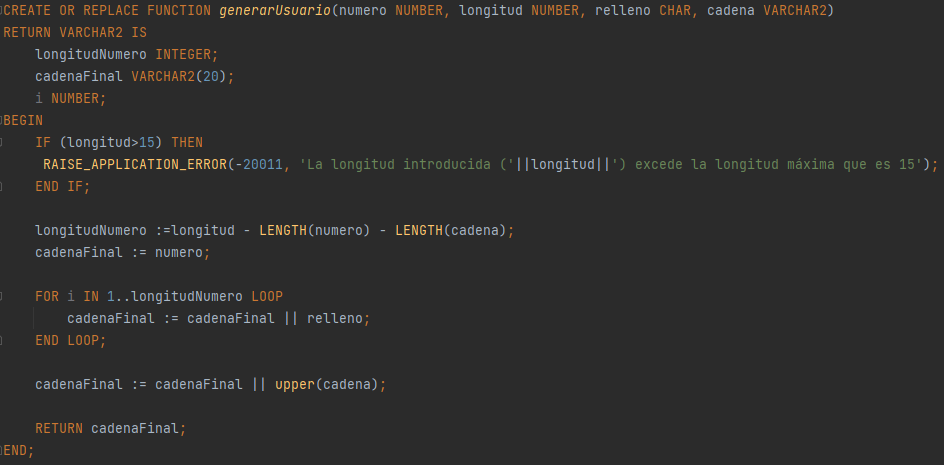 CREATE OR REPLACE FUNCTION generarUsuario(numero NUMBER, longitud NUMBER, relleno CHAR, cadena VARCHAR2)
RETURN VARCHAR2 IS
    longitudNumero INTEGER;
    cadenaFinal VARCHAR2(20);
    i NUMBER;
BEGIN
    IF (longitud>15) THEN
     RAISE_APPLICATION_ERROR(-20011, 'La longitud introducida ('||longitud||') excede la longitud máxima que es 15');
    END IF;

    longitudNumero :=longitud - LENGTH(numero) - LENGTH(cadena);
    cadenaFinal := numero;

    FOR i IN 1..longitudNumero LOOP
        cadenaFinal := cadenaFinal || relleno;
    END LOOP;

    cadenaFinal := cadenaFinal || upper(cadena);

    RETURN cadenaFinal;
END;